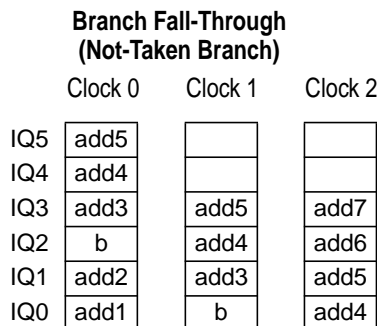 Branch Fall-Through
(Not-Taken Branch)
Clock 0 Clock 1 Clock 2
IQ5 add5
IQ4 add4
IQ3 add3 add5 add7
IQ2 b add4 add6
IQ1 add2 add3 add5
IQ0 add1 b add4